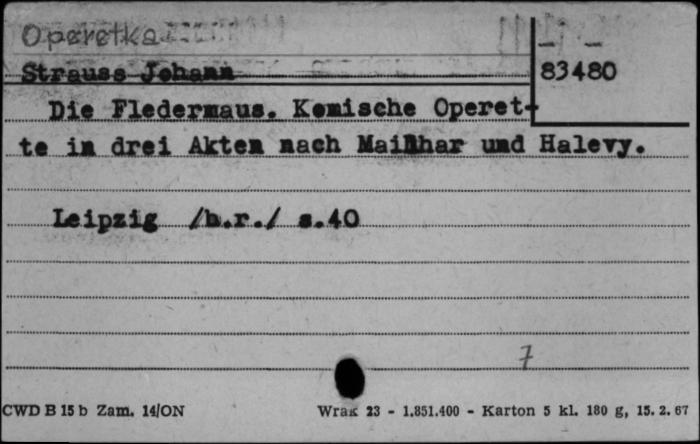 Operetka
Strauss Johann
83480
Die Fledermaus. Komische Operet-
te in drei Akten nach Mailhar und Halevy.
Leipzig /b.r./ s.40
7
CWD B 15 b Zam. 14/ON
Wrak 23 - 1.851.400 - Karton 5 kl. 180 g, 15. 2. 67